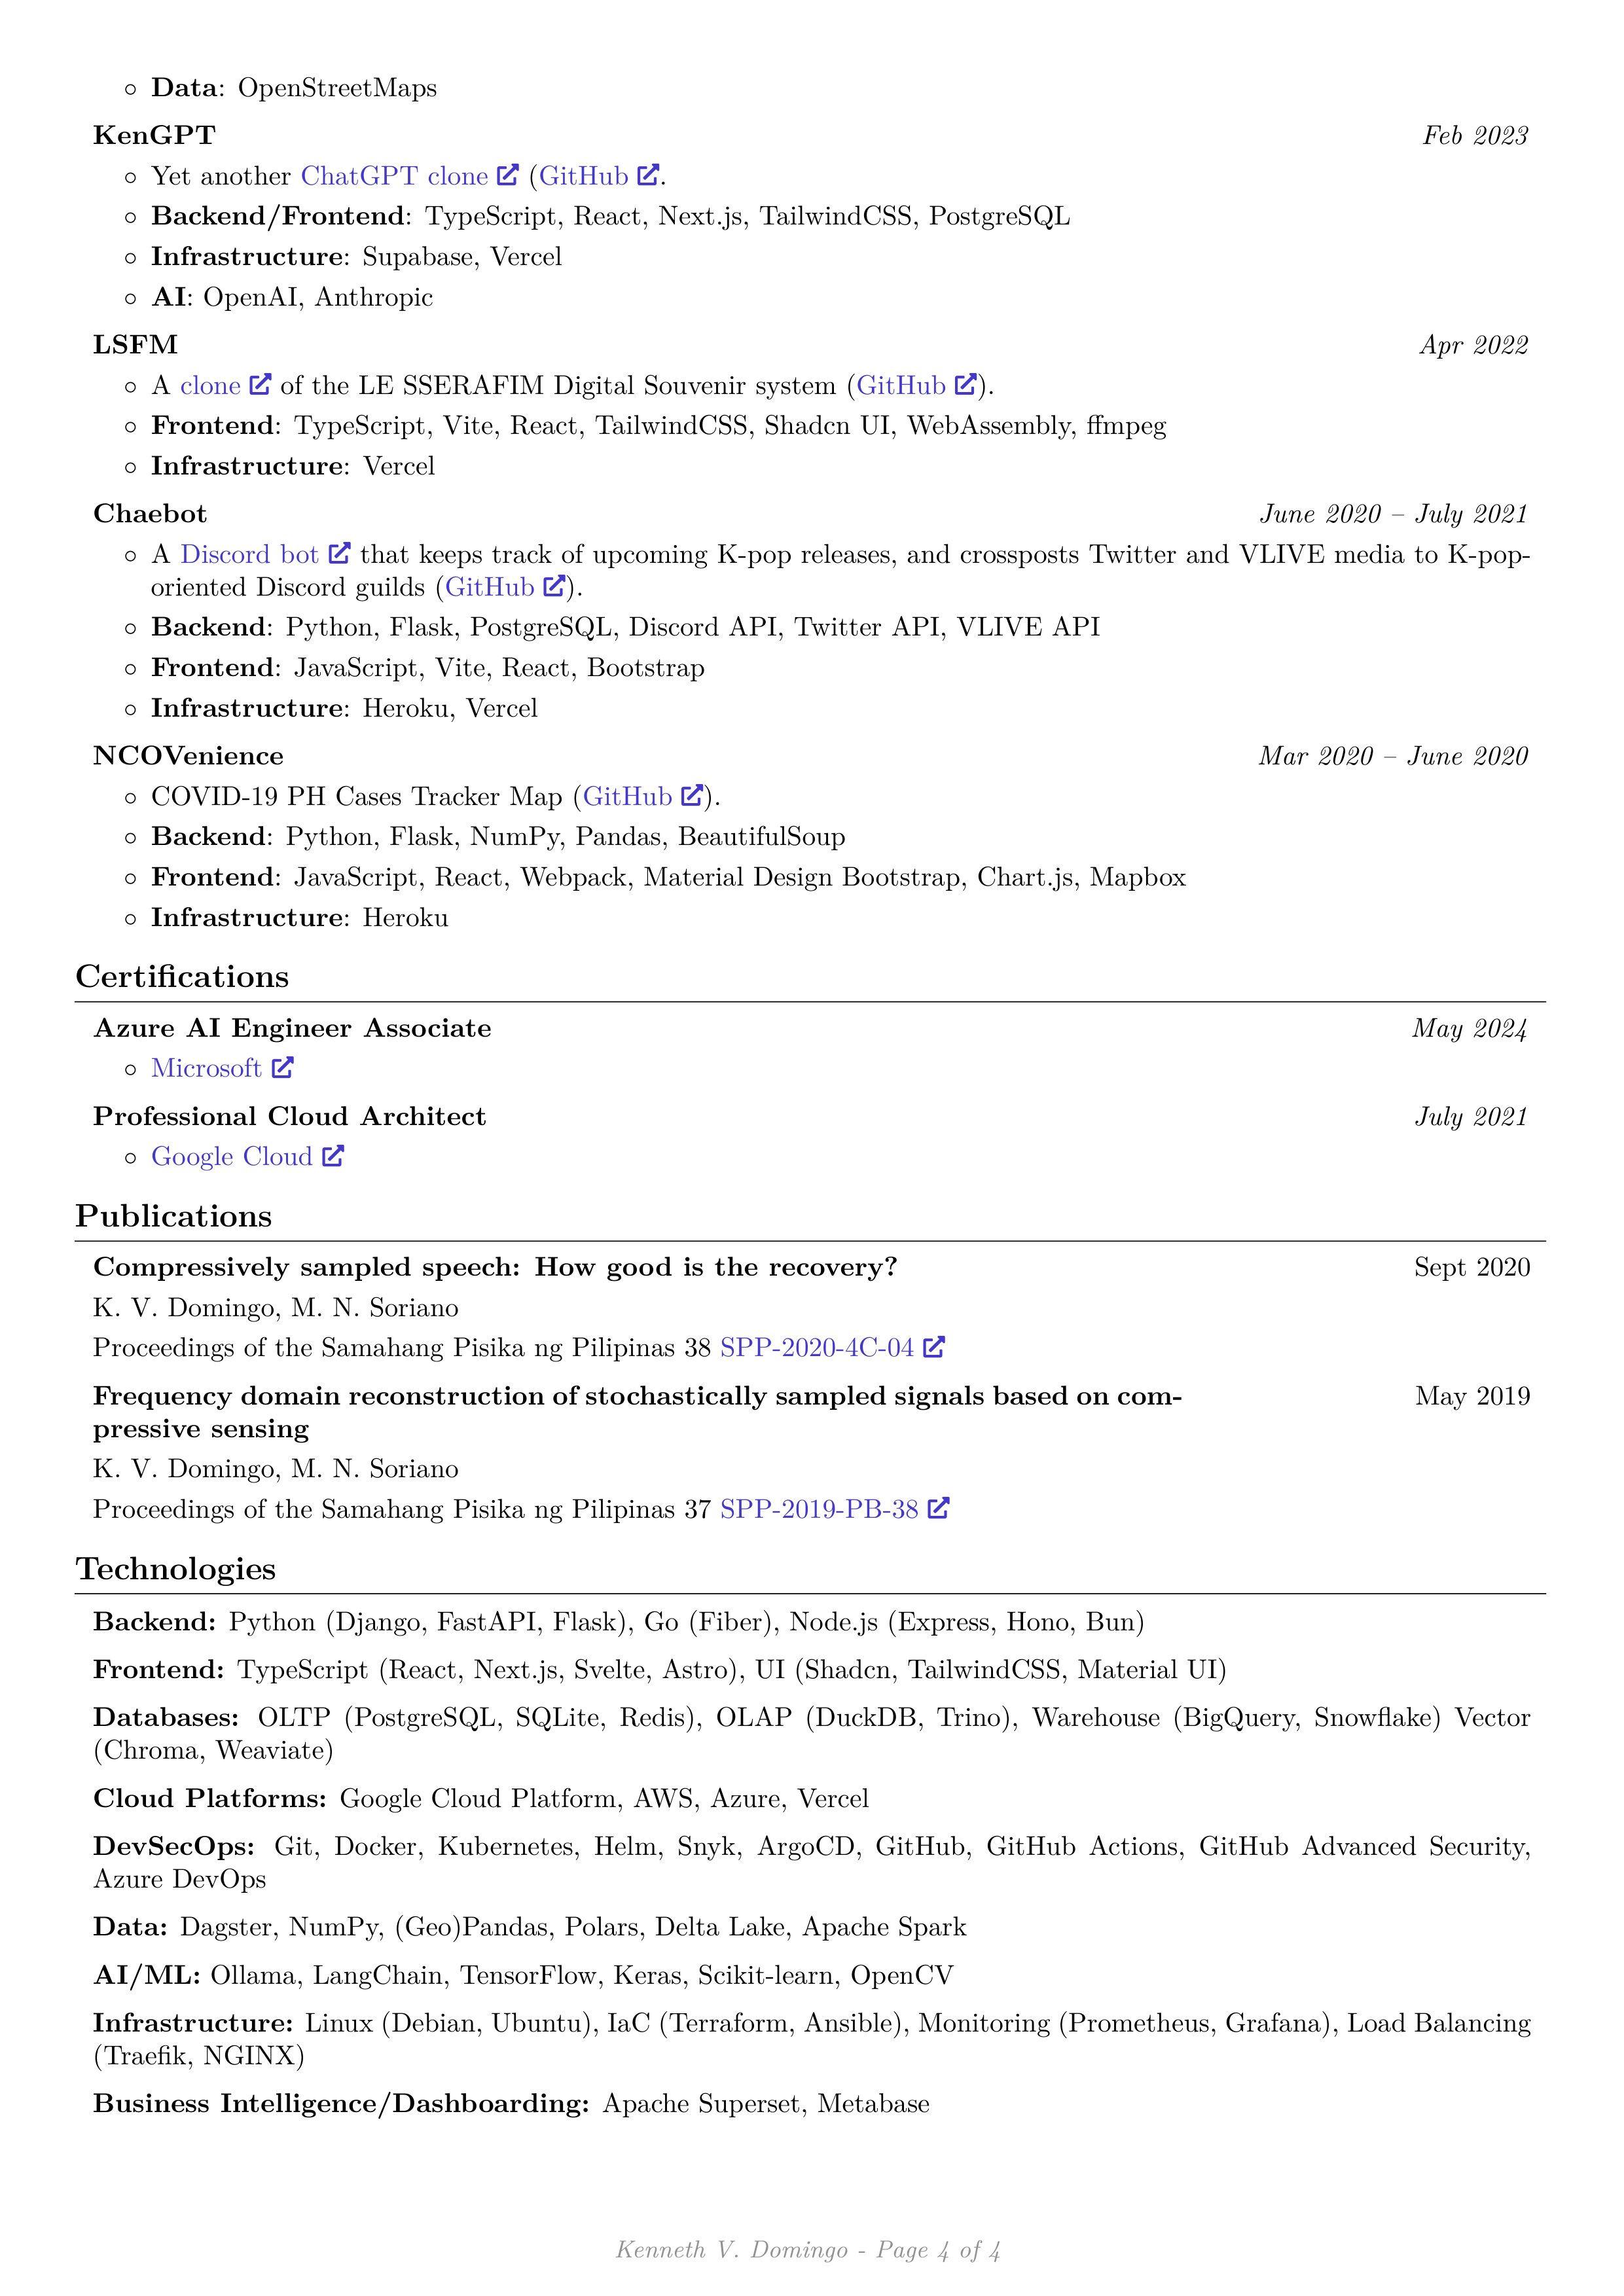 ◦ Data: OpenStreetMaps
KenGPT Feb 2023
◦ Yet another ChatGPT clone (GitHub .
◦ Backend/Frontend: TypeScript, React, Next.js, TailwindCSS, PostgreSQL
◦ Infrastructure: Supabase, Vercel
◦ AI: OpenAI, Anthropic
LSFM Apr 2022
◦ A clone of the LE SSERAFIM Digital Souvenir system (GitHub ).
◦ Frontend: TypeScript, Vite, React, TailwindCSS, Shadcn UI, WebAssembly, ffmpeg
◦ Infrastructure: Vercel
Chaebot June 2020 – July 2021
◦ A Discord bot that keeps track of upcoming K-pop releases, and crossposts Twitter and VLIVE media to K-pop-
oriented Discord guilds (GitHub ).
◦ Backend: Python, Flask, PostgreSQL, Discord API, Twitter API, VLIVE API
◦ Frontend: JavaScript, Vite, React, Bootstrap
◦ Infrastructure: Heroku, Vercel
NCOVenience Mar 2020 – June 2020
◦ COVID-19 PH Cases Tracker Map (GitHub ).
◦ Backend: Python, Flask, NumPy, Pandas, BeautifulSoup
◦ Frontend: JavaScript, React, Webpack, Material Design Bootstrap, Chart.js, Mapbox
◦ Infrastructure: Heroku
Certifications
Azure AI Engineer Associate May 2024
◦ Microsoft
Professional Cloud Architect July 2021
◦ Google Cloud
Publications
Compressively sampled speech: How good is the recovery? Sept 2020
K. V. Domingo, M. N. Soriano
Proceedings of the Samahang Pisika ng Pilipinas 38 SPP-2020-4C-04
Frequency domain reconstruction of stochastically sampled signals based on com- May 2019
pressive sensing
K. V. Domingo, M. N. Soriano
Proceedings of the Samahang Pisika ng Pilipinas 37 SPP-2019-PB-38
Technologies
Backend: Python (Django, FastAPI, Flask), Go (Fiber), Node.js (Express, Hono, Bun)
Frontend: TypeScript (React, Next.js, Svelte, Astro), UI (Shadcn, TailwindCSS, Material UI)
Databases: OLTP (PostgreSQL, SQLite, Redis), OLAP (DuckDB, Trino), Warehouse (BigQuery, Snowflake) Vector
(Chroma, Weaviate)
Cloud Platforms: Google Cloud Platform, AWS, Azure, Vercel
DevSecOps: Git, Docker, Kubernetes, Helm, Snyk, ArgoCD, GitHub, GitHub Actions, GitHub Advanced Security,
Azure DevOps
Data: Dagster, NumPy, (Geo)Pandas, Polars, Delta Lake, Apache Spark
AI/ML: Ollama, LangChain, TensorFlow, Keras, Scikit-learn, OpenCV
Infrastructure: Linux (Debian, Ubuntu), IaC (Terraform, Ansible), Monitoring (Prometheus, Grafana), Load Balancing
(Traefik, NGINX)
Business Intelligence/Dashboarding: Apache Superset, Metabase
Kenneth V. Domingo - Page 4 of 4